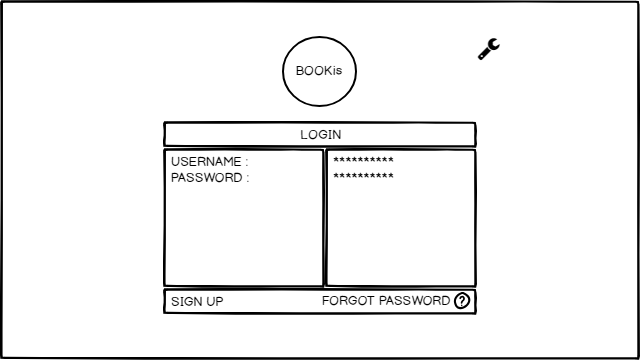 BOOKis
LOGIN
USERNAME :
**********
PASSWORD :
**********
SIGN UP
FORGOT PASSWORD ?